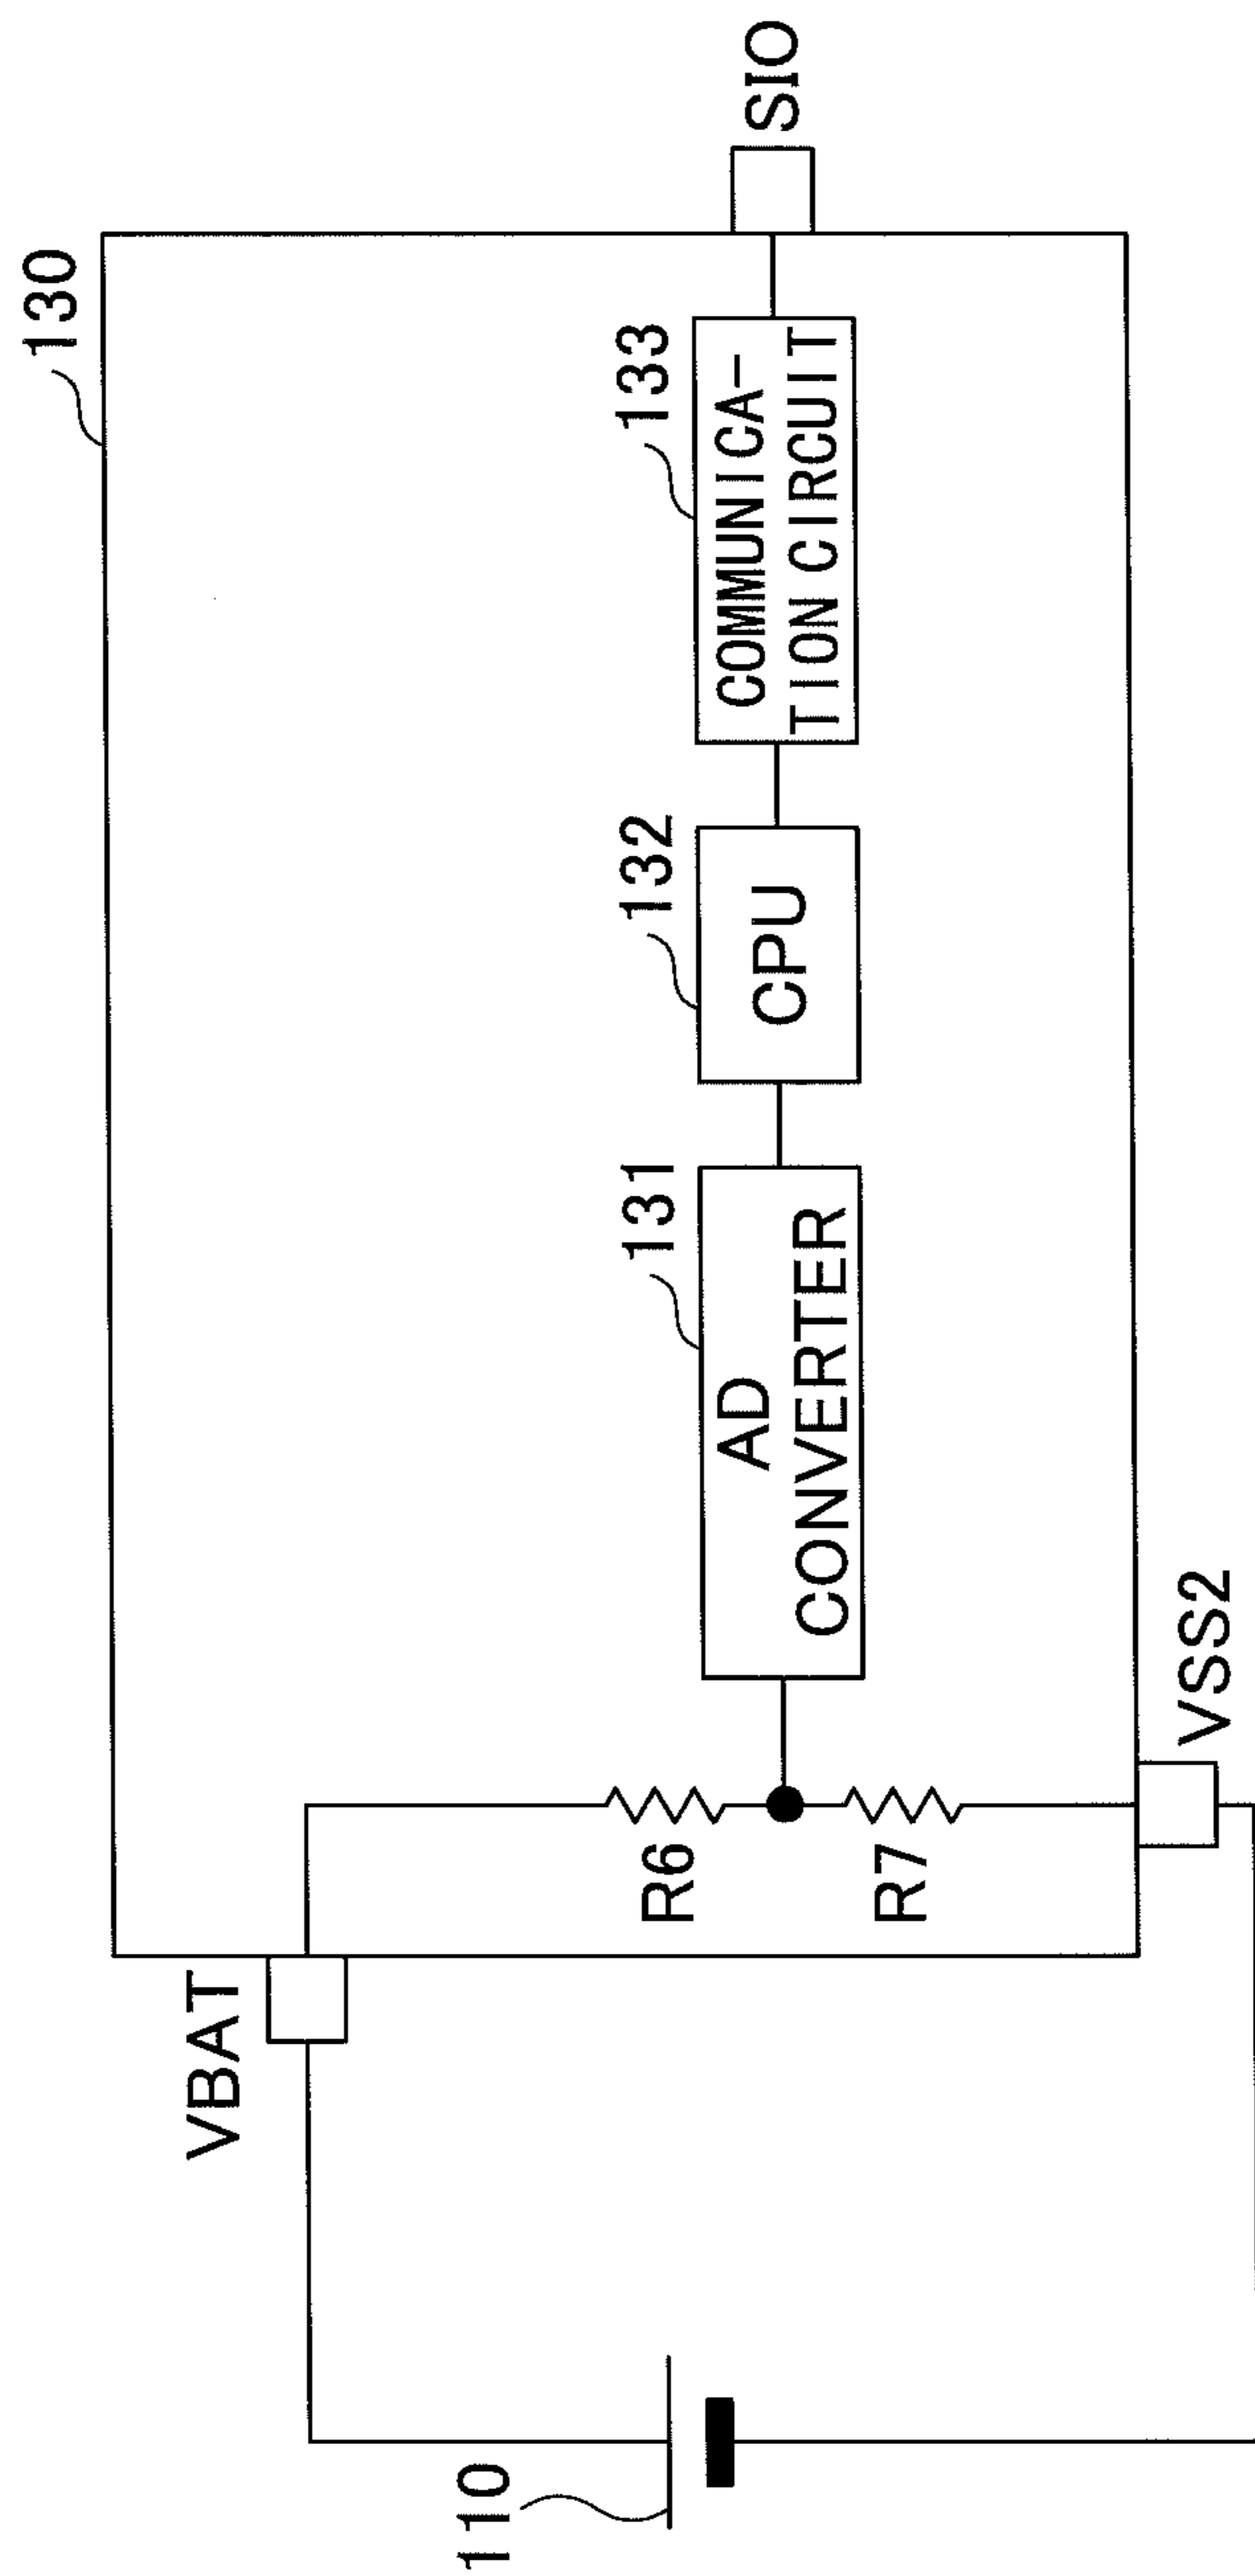 130
VBAT
133
COMMUNICA-
TION CIRCUIT
SIO
132
CPU
131
AD
CONVERTER
R6
R7
110
VSS2